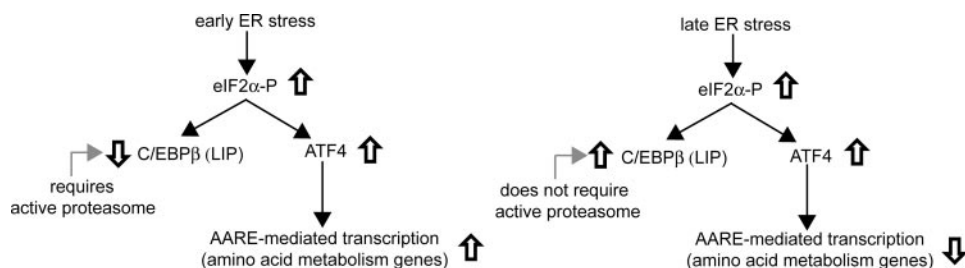 early ER stress
eIF2α-P
C/EBPβ (LIP)
ATF4
requires
active proteasome
AARE-mediated transcription
(amino acid metabolism genes)
late ER stress
eIF2α-P
C/EBPβ (LIP)
ATF4
does not require
active proteasome
AARE-mediated transcription
(amino acid metabolism genes)